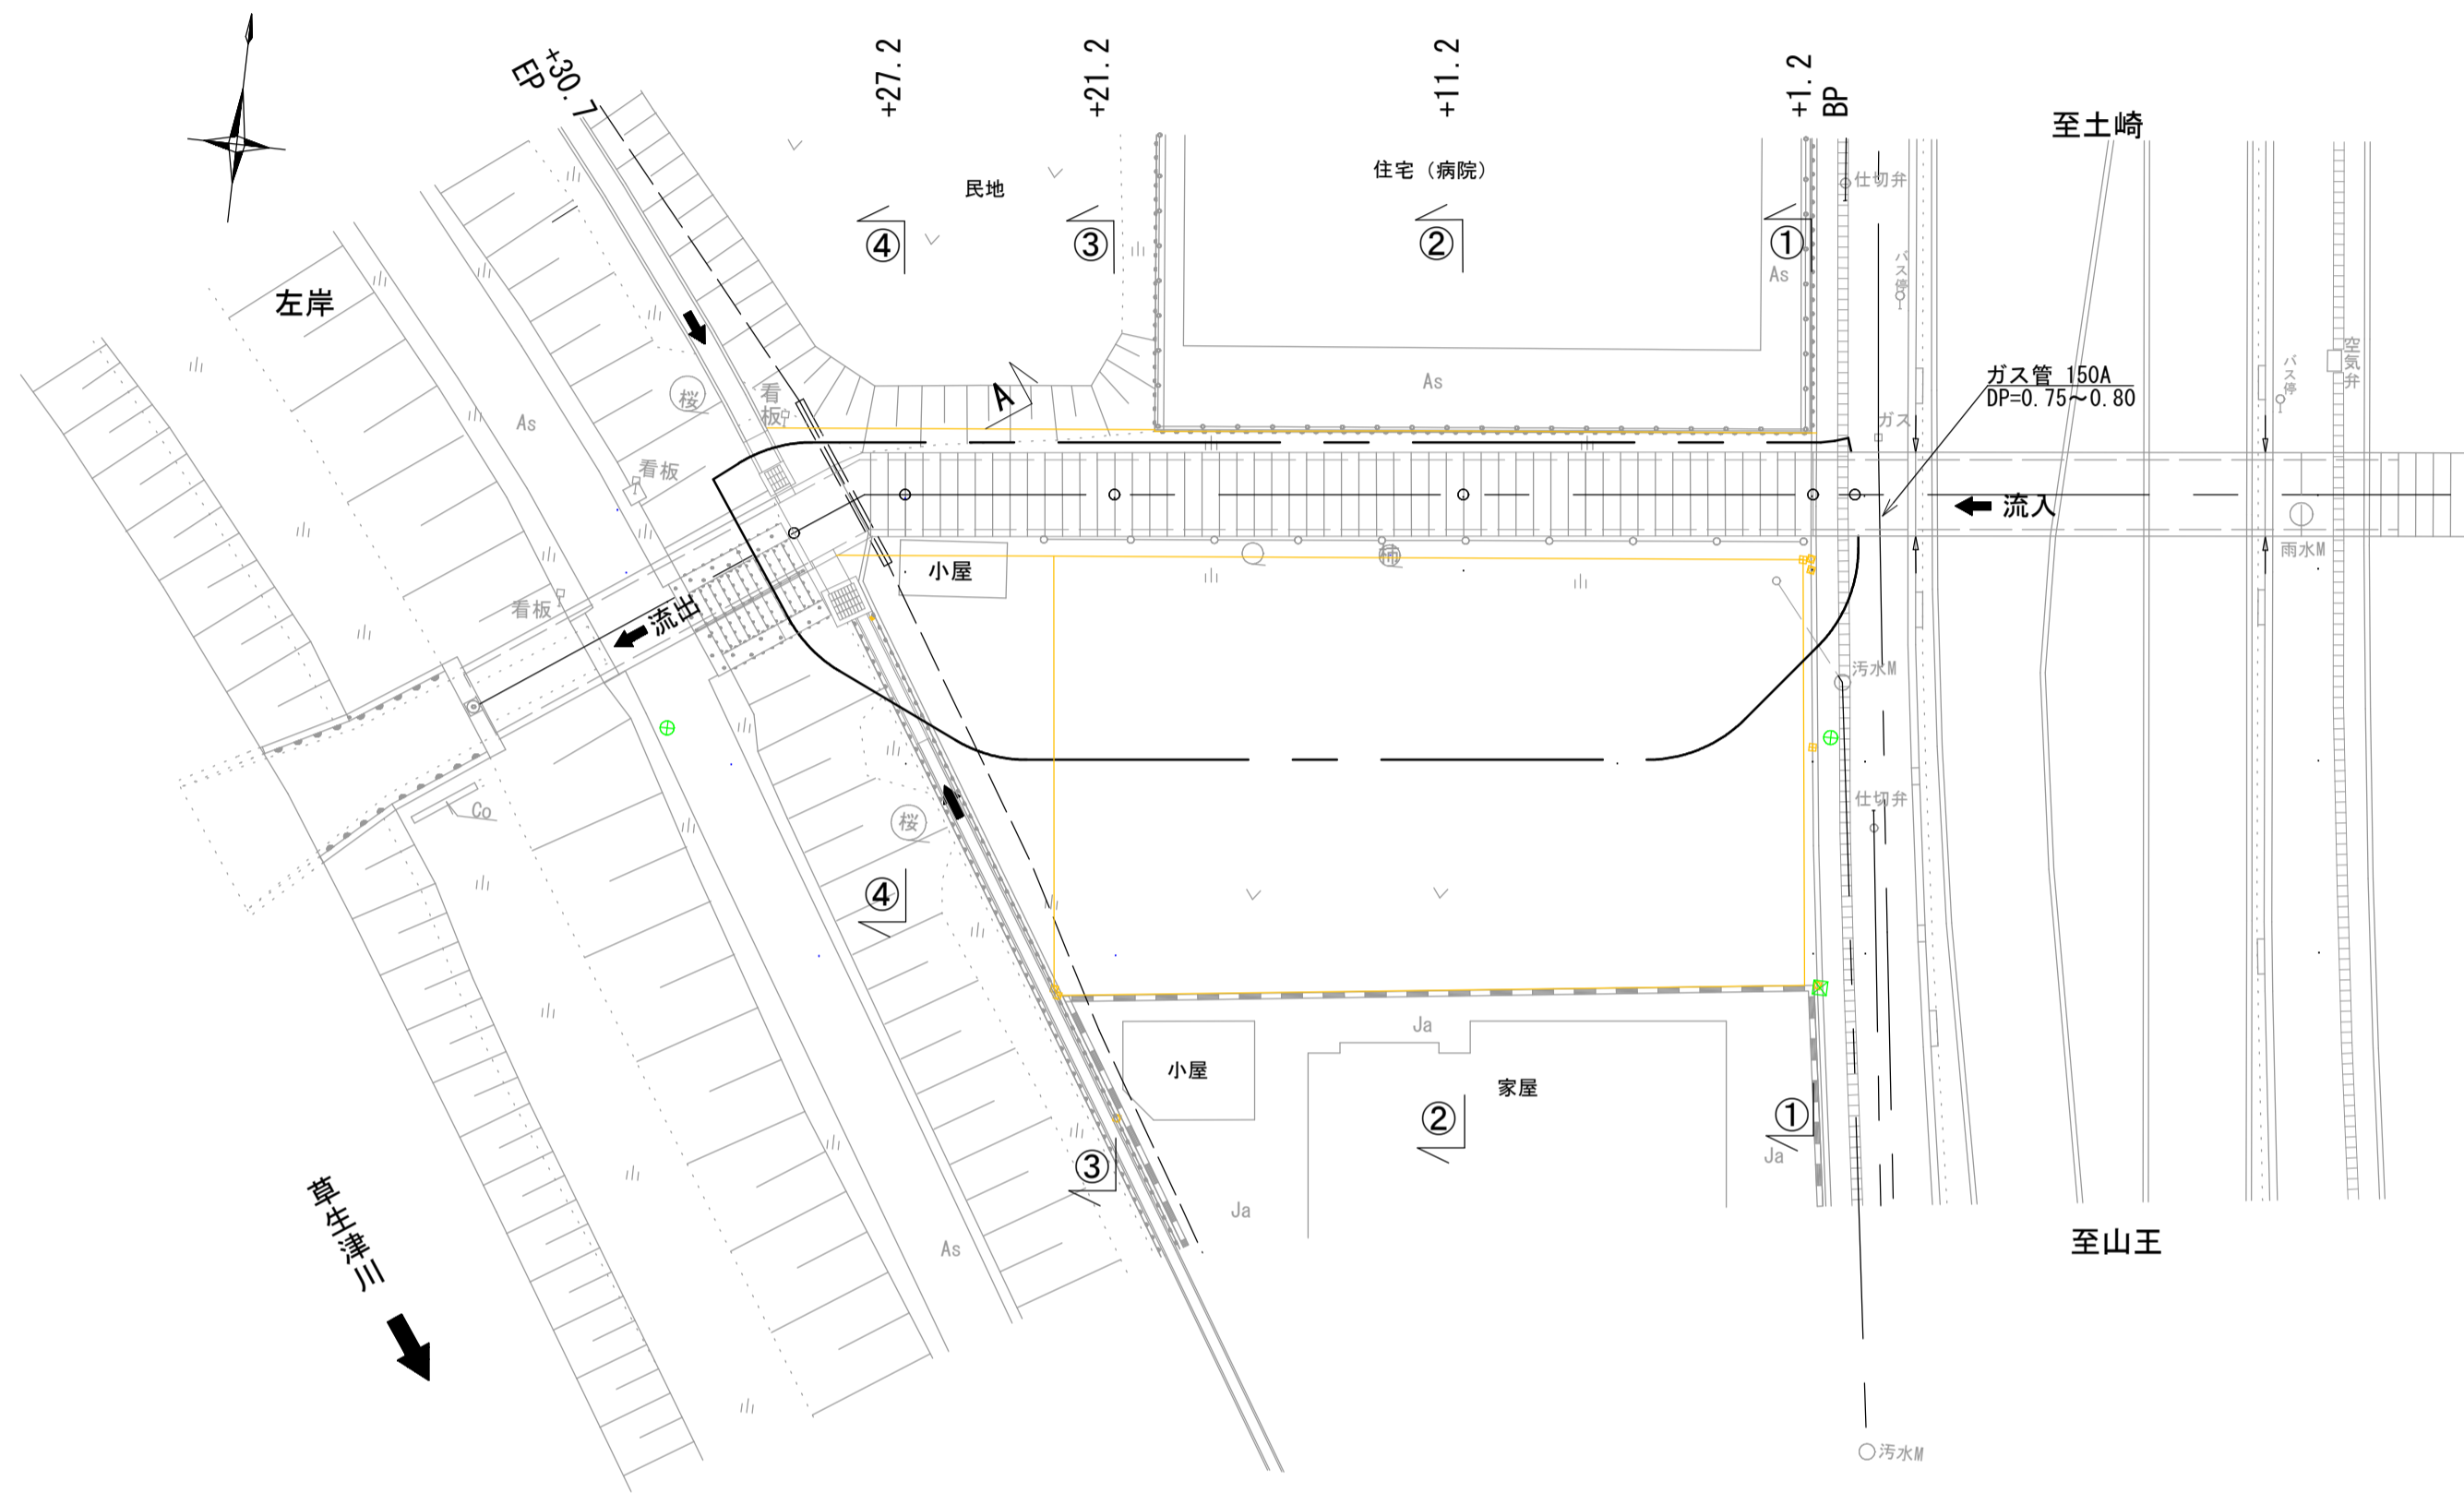 +30.7
EP
+27.2
+21.2
+11.2
+1.2
BP
至土崎
民地
住宅（病院）
仕切弁
④
③
②
①
As
バス停
左岸
空気弁
バス停
ガス管 150A
DP=0.75～0.80
As
ガス
A
桜
看板
As
看板
流入
雨水M
小屋
柿
看板
流出
汚水M
仕切弁
Co
桜
④
Ja
小屋
家屋
②
①
Ja
③
Ja
草生津川
As
至山王
汚水M